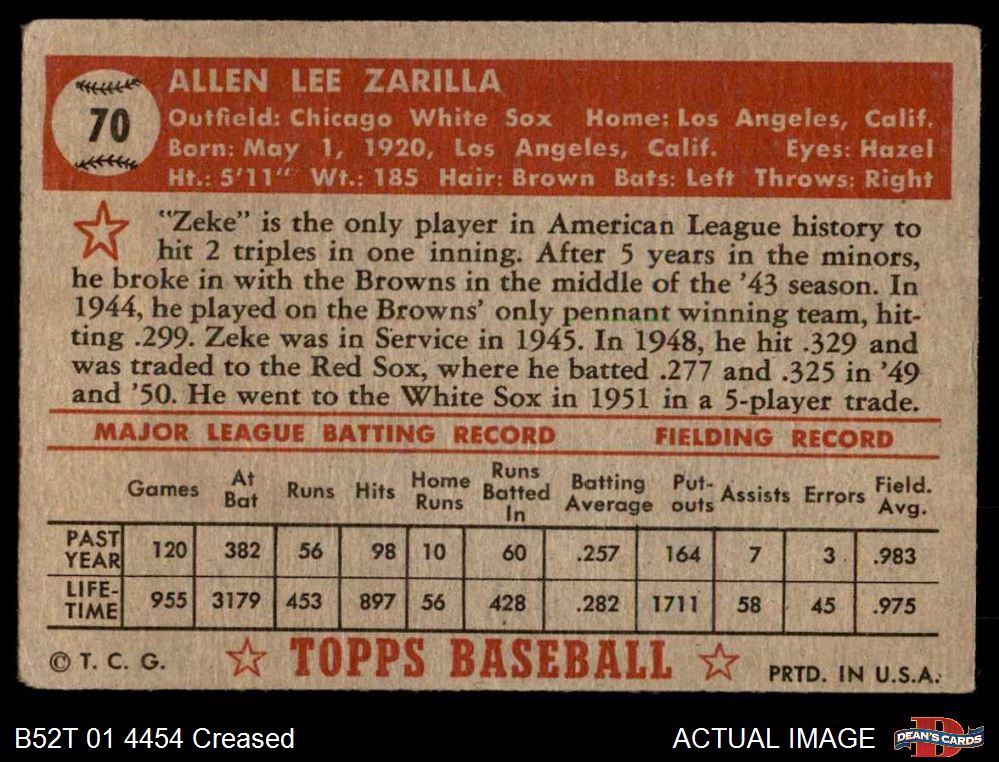 70
ALLEN LEE ZARILLA
Outfield: Chicago White Sox Home: Los Angeles, Calif.
Born: May 1, 1920, Los Angeles, Calif. Eyes: Hazel
Ht.: 5'11" Wt.: 185 Hair: Brown Bats: Left Throws: Right
"Zeke" is the only player in American League history to
hit 2 triples in one inning. After 5 years in the minors,
he broke in with the Browns in the middle of the '43 season. In
1944, he played on the Browns' only pennant winning team, hit-
ting .299. Zeke was in Service in 1945. In 1948, he hit .329 and
was traded to the Red Sox, where he batted .277 and .325 in '49
and '50. He went to the White Sox in 1951 in a 5-player trade.
MAJOR LEAGUE BATTING RECORD FIELDING RECORD
Games At Bat Runs Hits Home Runs Runs Batted In Batting Average Put-outs Assists Errors Field. Avg.
PAST YEAR 120 382 56 98 10 60 .257 164 7 3 .983
LIFE-TIME 955 3179 453 897 56 428 .282 1711 58 45 .975
© T. C. G. TOPPS BASEBALL PRTD. IN U.S.A.
B52T 01 4454 Creased ACTUAL IMAGE DEAN'S CARDS